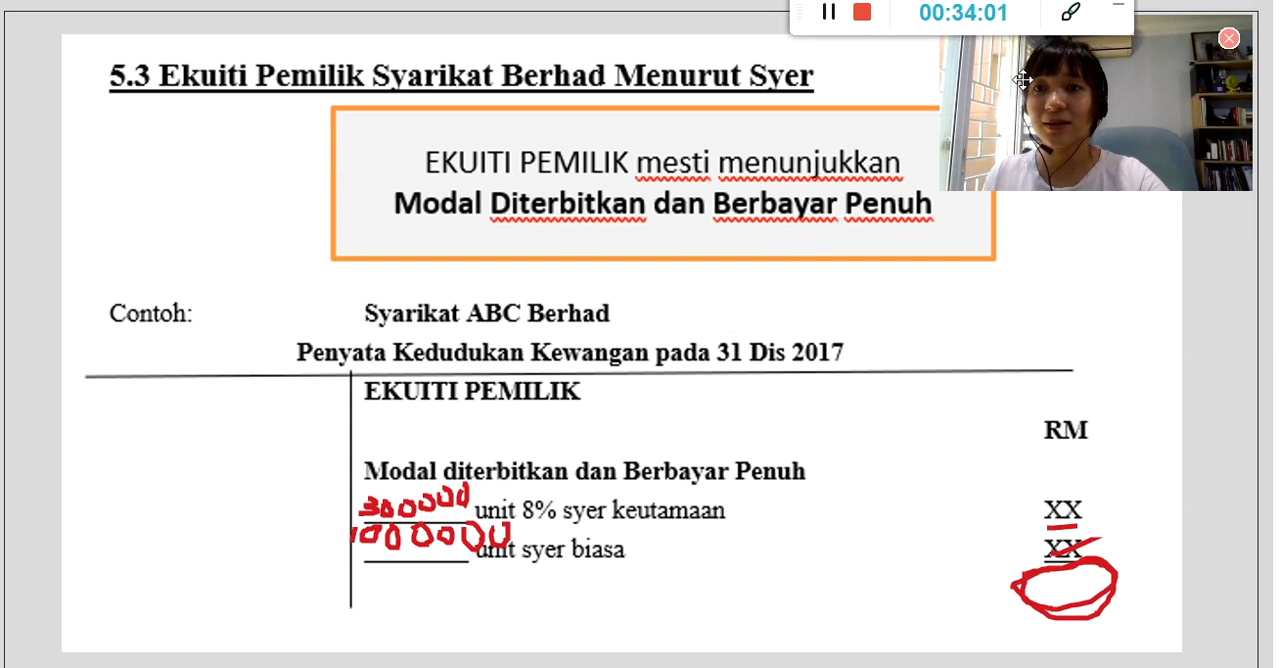 00:34:01
5.3 Ekuiti Pemilik Syarikat Berhad Menurut Syer
EKUITI PEMILIK mesti menunjukkan
Modal Diterbitkan dan Berbayar Penuh
Contoh:
Syarikat ABC Berhad
Penyata Kedudukan Kewangan pada 31 Dis 2017
EKUITI PEMILIK
RM
Modal diterbitkan dan Berbayar Penuh
300000 unit 8% syer keutamaan XX
1000000 unit syer biasa XX